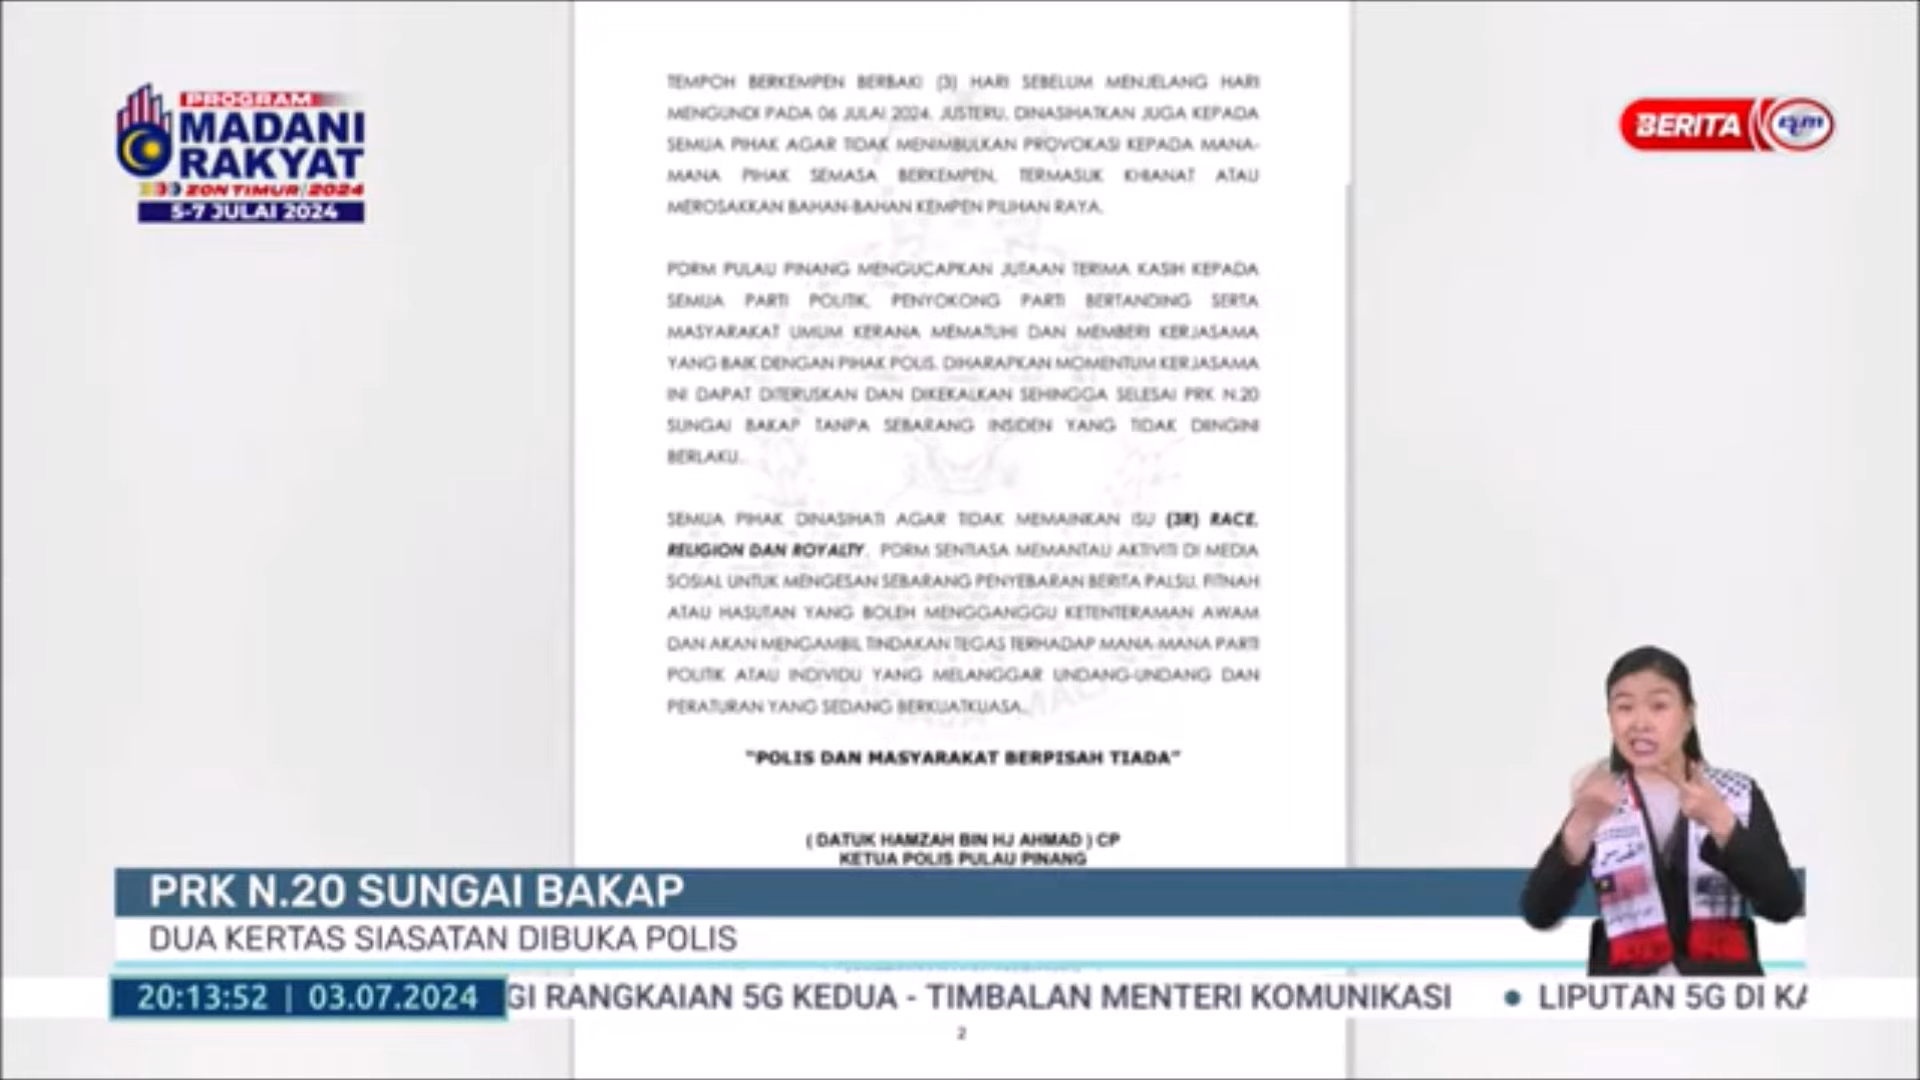 PROGRAM
MADANI
RAKYAT
ZON TIMUR 2024
5-7 JULAI 2024
BERITA rtm
TEMPOH BERKEMPEN BERBAKI (3) HARI SEBELUM MENJELANG HARI
MENGUNDI PADA 06 JULAI 2024. JUSTERU, DINASIHATKAN JUGA KEPADA
SEMUA PIHAK AGAR TIDAK MENIMBULKAN PROVOKASI KEPADA MANA-
MANA PIHAK SEMASA BERKEMPEN, TERMASUK KHIANAT ATAU
MEROSAKKAN BAHAN-BAHAN KEMPEN PILIHAN RAYA.
PDRM PULAU PINANG MENGUCAPKAN JUTAAN TERIMA KASIH KEPADA
SEMUA PARTI POLITIK, PENYOKONG PARTI BERTANDING SERTA
MASYARAKAT UMUM KERANA MEMATUHI DAN MEMBERI KERJASAMA
YANG BAIK DENGAN PIHAK POLIS. DIHARAPKAN MOMENTUM KERJASAMA
INI DAPAT DITERUSKAN DAN DIKEKALKAN SEHINGGA SELESAI PRK N.20
SUNGAI BAKAP TANPA SEBARANG INSIDEN YANG TIDAK DIINGINI
BERLAKU.
SEMUA PIHAK DINASIHATI AGAR TIDAK MEMAINKAN ISU (3R) RACE,
RELIGION DAN ROYALTY. PDRM SENTIASA MEMANTAU AKTIVITI DI MEDIA
SOSIAL UNTUK MENGESAN SEBARANG PENYEBARAN BERITA PALSU, FITNAH
ATAU HASUTAN YANG BOLEH MENGGANGGU KETENTERAMAN AWAM
DAN AKAN MENGAMBIL TINDAKAN TEGAS TERHADAP MANA-MANA PARTI
POLITIK ATAU INDIVIDU YANG MELANGGAR UNDANG-UNDANG DAN
PERATURAN YANG SEDANG BERKUATKUASA.
"POLIS DAN MASYARAKAT BERPISAH TIADA"
( DATUK HAMZAH BIN HJ AHMAD ) CP
KETUA POLIS PULAU PINANG
PRK N.20 SUNGAI BAKAP
DUA KERTAS SIASATAN DIBUKA POLIS
20:13:52 | 03.07.2024 GI RANGKAIAN 5G KEDUA - TIMBALAN MENTERI KOMUNIKASI • LIPUTAN 5G DI KA
2